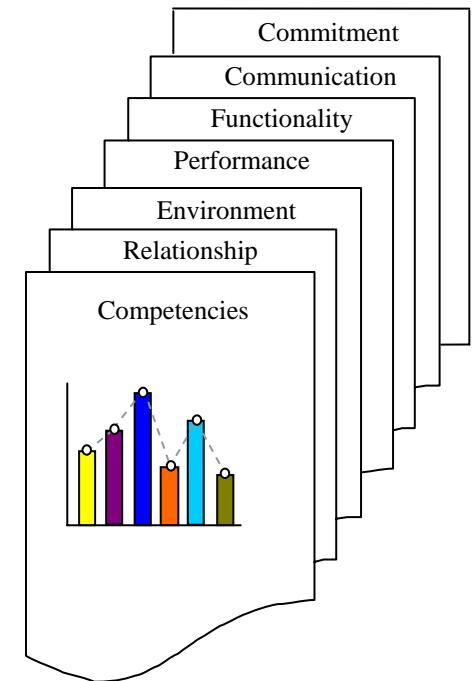 Commitment
Communication
Functionality
Performance
Environment
Relationship
Competencies